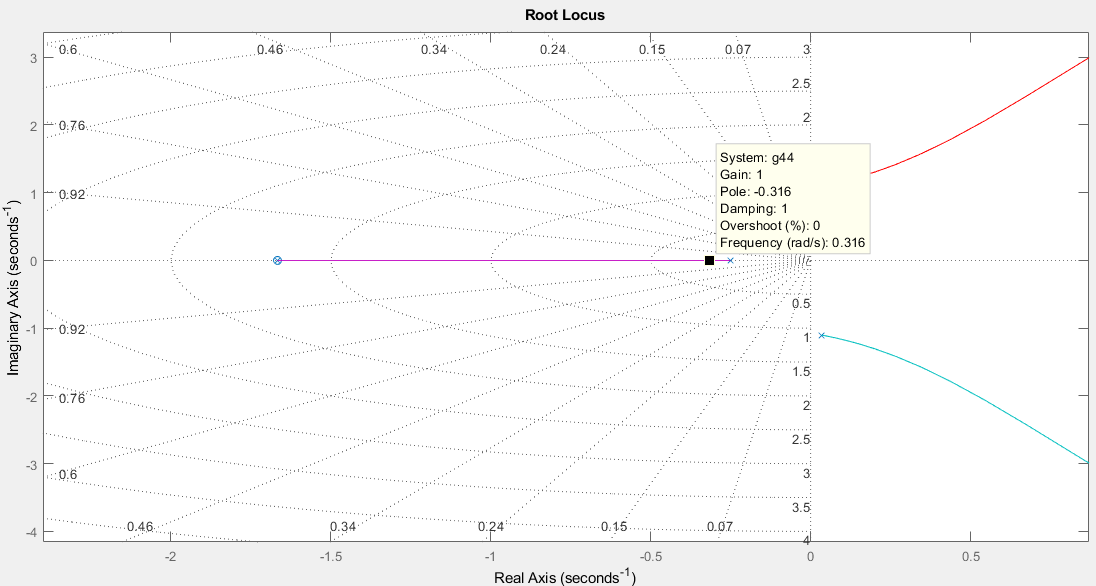 Root Locus
0.6 0.46 0.34 0.24 0.15 0.07 3
3
2.5
2
2
0.76
System: g44
Gain: 1
Pole: -0.316
Damping: 1
Overshoot (%): 0
Frequency (rad/s): 0.316
1
0.92
0
0.5
-1
0.92
1
1.5
-2
0.76
2
2.5
-3
0.6
3
3.5
-4
0.46 0.34 0.24 0.15 0.07
4
-2 -1.5 -1 -0.5 0 0.5
Real Axis (seconds⁻¹)
Imaginary Axis (seconds⁻¹)